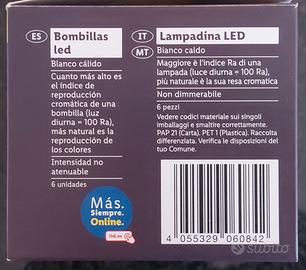 ES
Bombillas
led
Blanco cálido
Cuanto más alto es
el índice de
reproducción
cromática de una
bombilla (luz
diurna = 100 Ra),
más natural es la
reproducción de
los colores
Intensidad no
atenuable
6 unidades
Más.
Siempre.
Online.
lidl.es
IT
MT
Lampadina LED
Bianco caldo
Maggiore è l'indice Ra di una
lampada (luce diurna = 100 Ra),
più naturale è la sua resa cromatica
Non dimmerabile
6 pezzi
Vedere codici materiale sui singoli
imballaggi e smaltire correttamente.
PAP 21 (Carta). PET 1 (Plastica). Raccolta
differenziata. Verifica le disposizioni del
tuo Comune.
4 055329 060842
subito